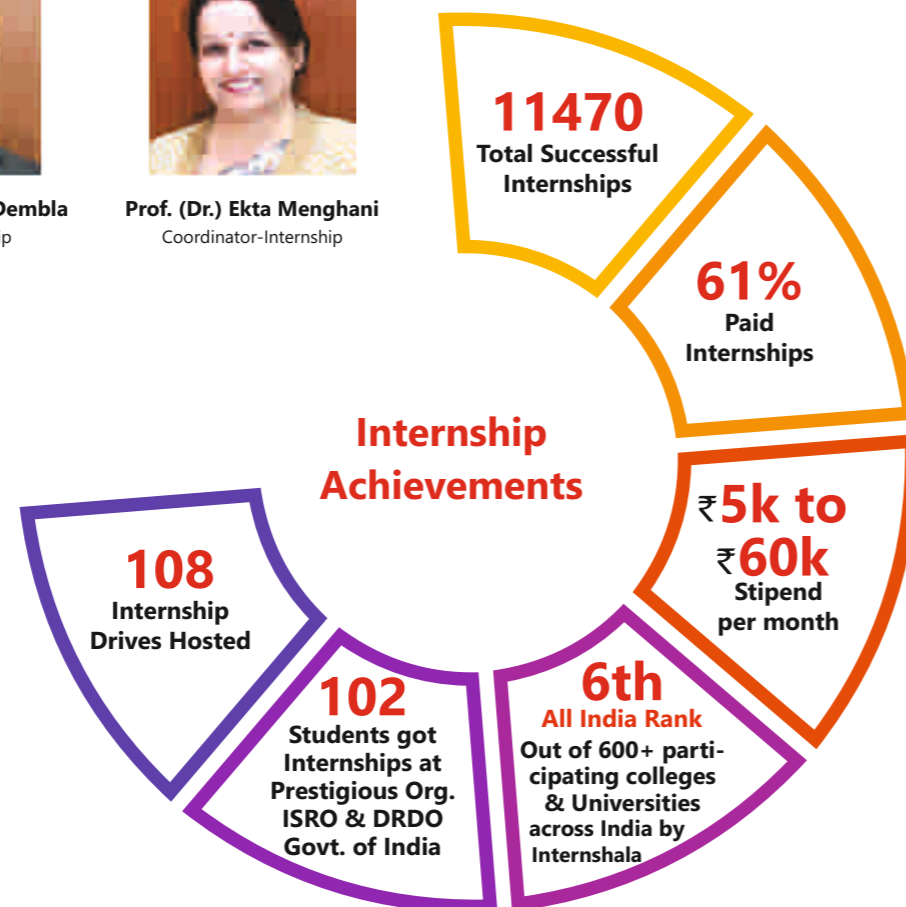 Dembla
Prof. (Dr.) Ekta Menghani
Coordinator-Internship
11470
Total Successful
Internships
61%
Paid
Internships
Internship
Achievements
₹5k to
₹60k
Stipend
per month
6th
All India Rank
Out of 600+ parti-
cipating colleges
& Universities
across India by
Internshala
102
Students got
Internships at
Prestigious Org.
ISRO & DRDO
Govt. of India
108
Internship
Drives Hosted